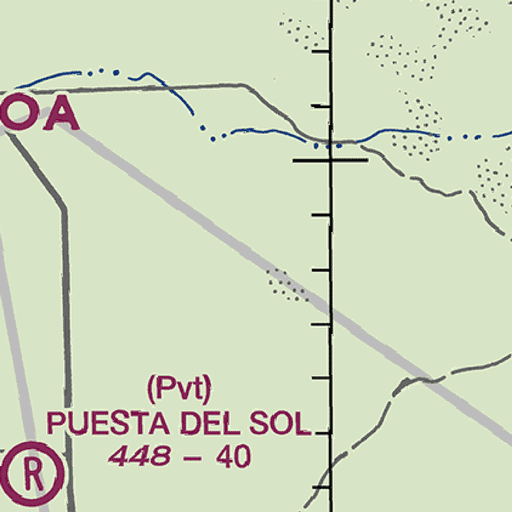 OA
(Pvt)
PUESTA DEL SOL
448 – 40
R